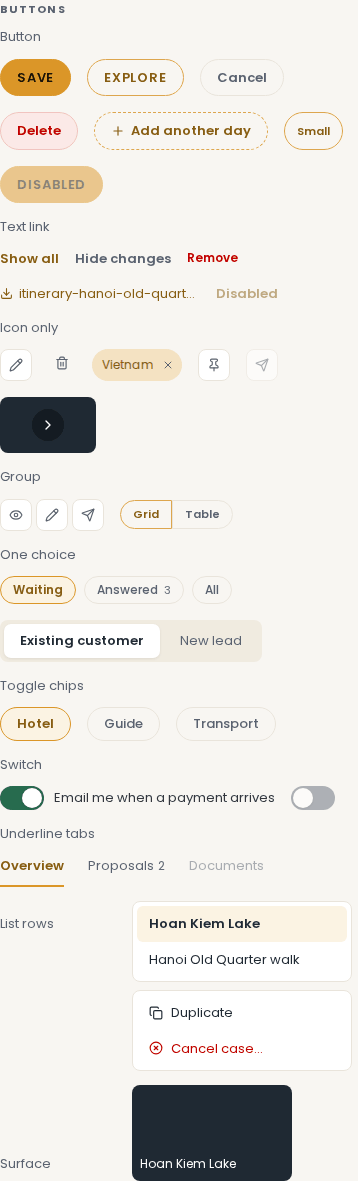 BUTTONS
Button
SAVE EXPLORE Cancel
Delete + Add another day Small
DISABLED
Text link
Show all Hide changes Remove
itinerary-hanoi-old-quart... Disabled
Icon only
Vietnam ×
Group
Grid Table
One choice
Waiting Answered 3 All
Existing customer New lead
Toggle chips
Hotel Guide Transport
Switch
Email me when a payment arrives
Underline tabs
Overview Proposals 2 Documents
List rows
Hoan Kiem Lake
Hanoi Old Quarter walk
Duplicate
Cancel case...
Surface
Hoan Kiem Lake